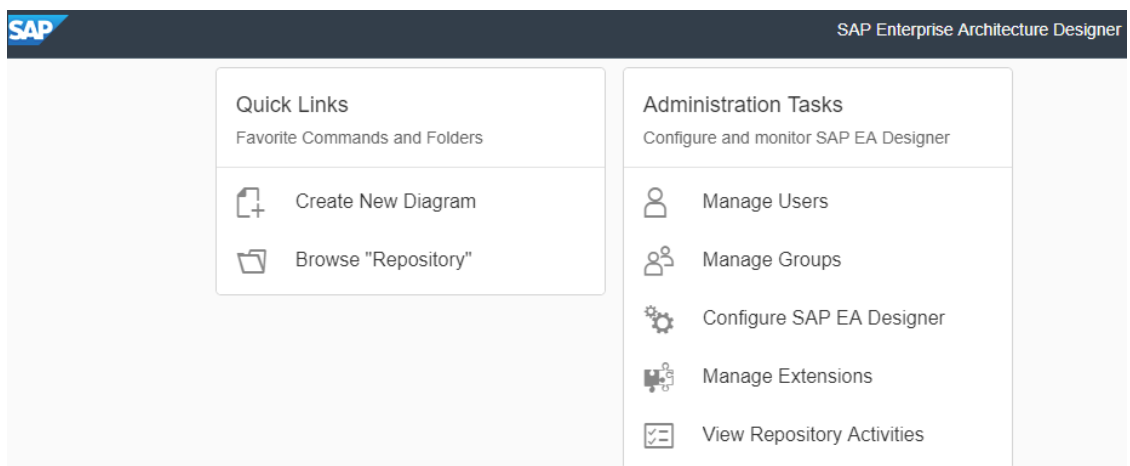 SAP
SAP Enterprise Architecture Designer
Quick Links
Favorite Commands and Folders
Create New Diagram
Browse "Repository"
Administration Tasks
Configure and monitor SAP EA Designer
Manage Users
Manage Groups
Configure SAP EA Designer
Manage Extensions
View Repository Activities